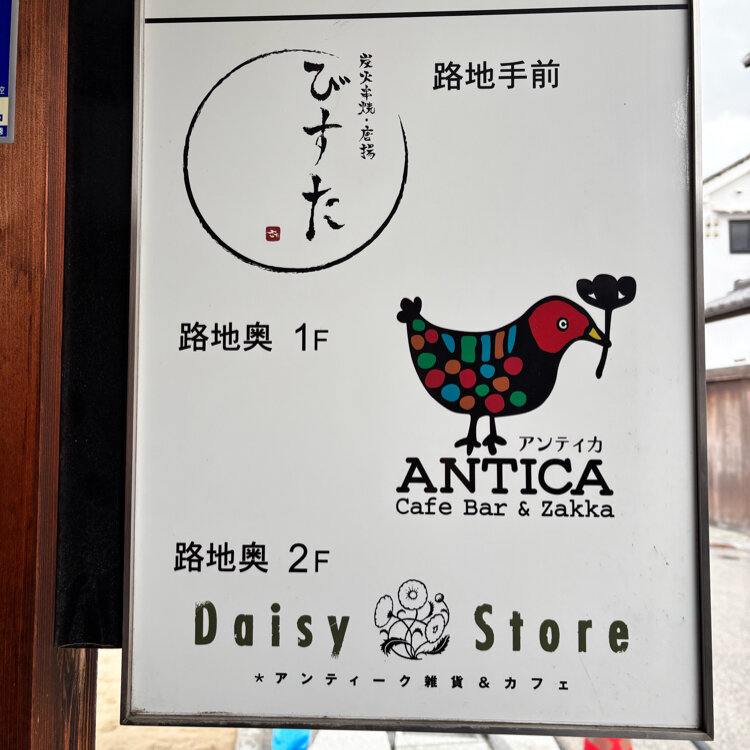 路地手前
炭火串焼・唐揚
びすた
路地奥 1F
アンティカ
ANTICA
Cafe Bar & Zakka
路地奥 2F
Daisy Store
*アンティーク雑貨&カフェ